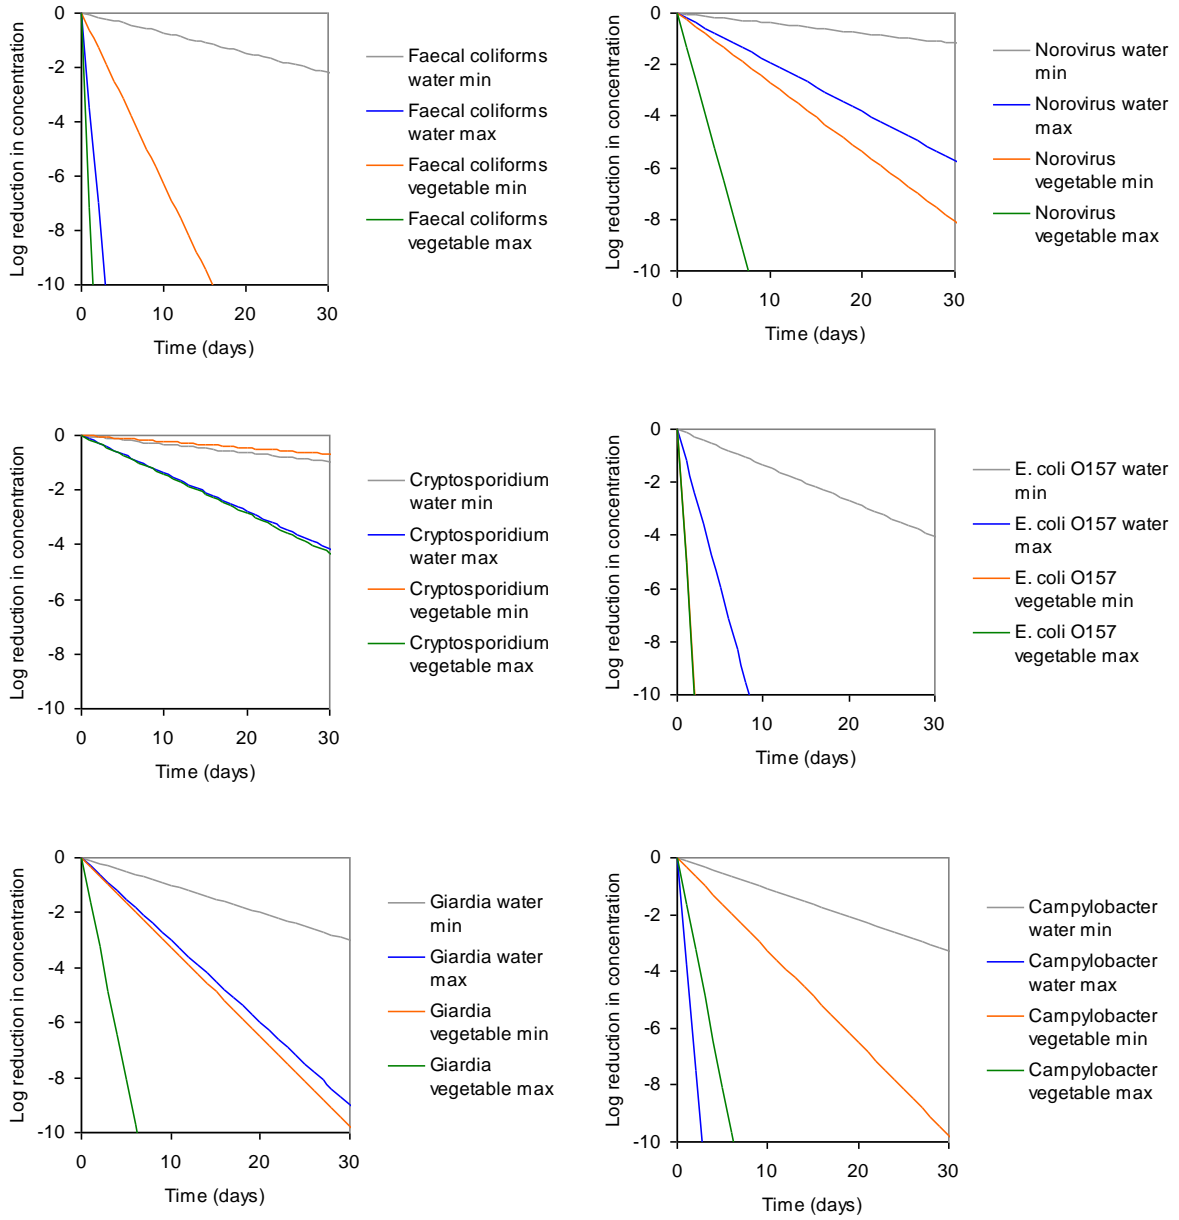 Log reduction in concentration
0
-2
-4
-6
-8
-10
0
10
20
30
Time (days)
Faecal coliforms
water min
Faecal coliforms
water max
Faecal coliforms
vegetable min
Faecal coliforms
vegetable max
Log reduction in concentration
0
-2
-4
-6
-8
-10
0
10
20
30
Time (days)
Norovirus water
min
Norovirus water
max
Norovirus
vegetable min
Norovirus
vegetable max
Log reduction in concentration
0
-2
-4
-6
-8
-10
0
10
20
30
Time (days)
Cryptosporidium
water min
Cryptosporidium
water max
Cryptosporidium
vegetable min
Cryptosporidium
vegetable max
Log reduction in concentration
0
-2
-4
-6
-8
-10
0
10
20
30
Time (days)
E. coli O157 water
min
E. coli O157 water
max
E. coli O157
vegetable min
E. coli O157
vegetable max
Log reduction in concentration
0
-2
-4
-6
-8
-10
0
10
20
30
Time (days)
Giardia water
min
Giardia water
max
Giardia
vegetable min
Giardia
vegetable max
Log reduction in concentration
0
-2
-4
-6
-8
-10
0
10
20
30
Time (days)
Campylobacter
water min
Campylobacter
water max
Campylobacter
vegetable min
Campylobacter
vegetable max